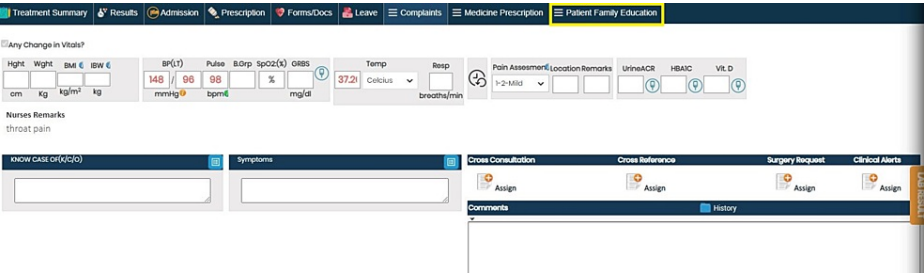 Treatment Summary Results Admission Prescription Forms/Docs Leave Complaints Medicine Prescription Patient Family Education
Any Change in Vitals?
Hght Wght BMI IBW BP(LT) Pulse B.Grp SpO2:(%) GRBS Temp Resp Pain Assesment Location Remarks UrineACR HBA1C Vit. D
148 / 96 98 % 37.2 Celcius 1-2-Mild
cm Kg kg/m² kg mmHg bpm mg/dl breaths/min
Nurses Remarks
throat pain
KNOW CASE OF(K/C/O) Symptoms Cross Consultation Cross Reference Surgery Request Clinical Alerts
Assign Assign Assign Assign
Comments History